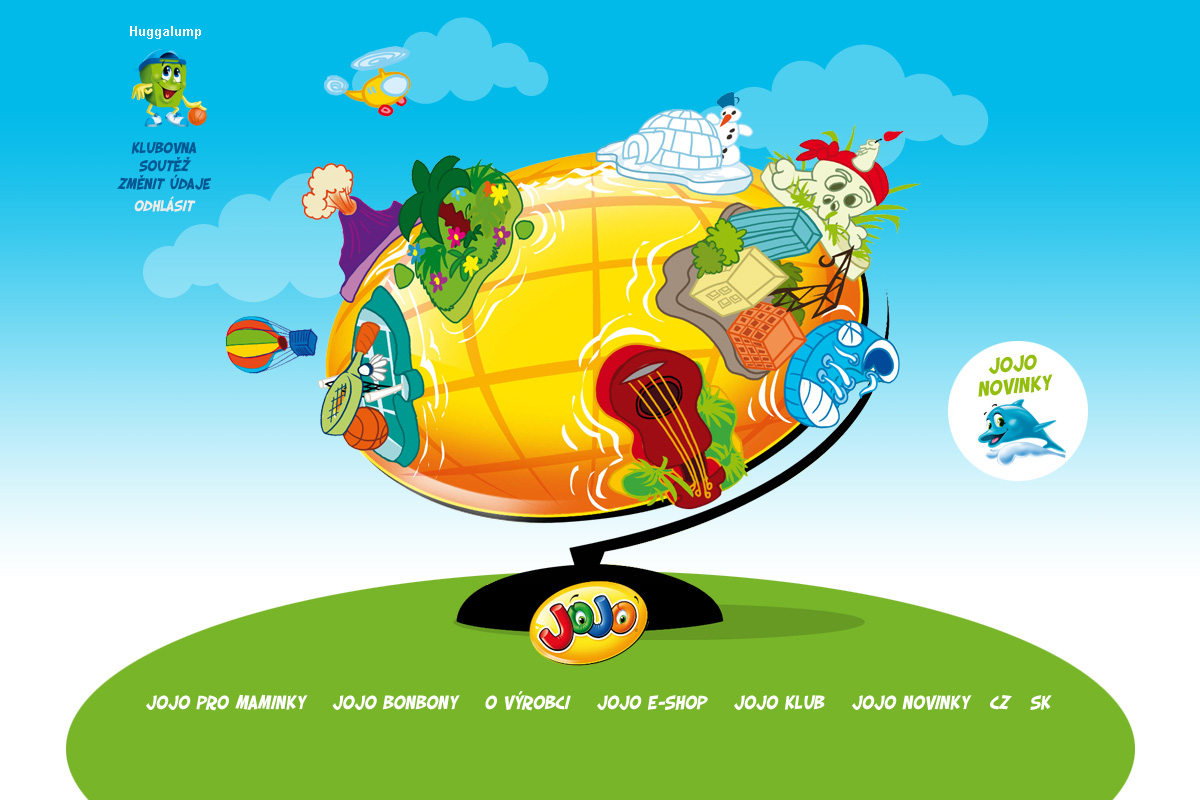 Huggalump
KLUBOVNA
SOUTĚŽ
ZMĚNIT ÚDAJE
ODHLÁSIT
JOJO
NOVINKY
JOJO
JOJO PRO MAMINKY JOJO BONBONY O VÝROBCI JOJO E-SHOP JOJO KLUB JOJO NOVINKY CZ SK